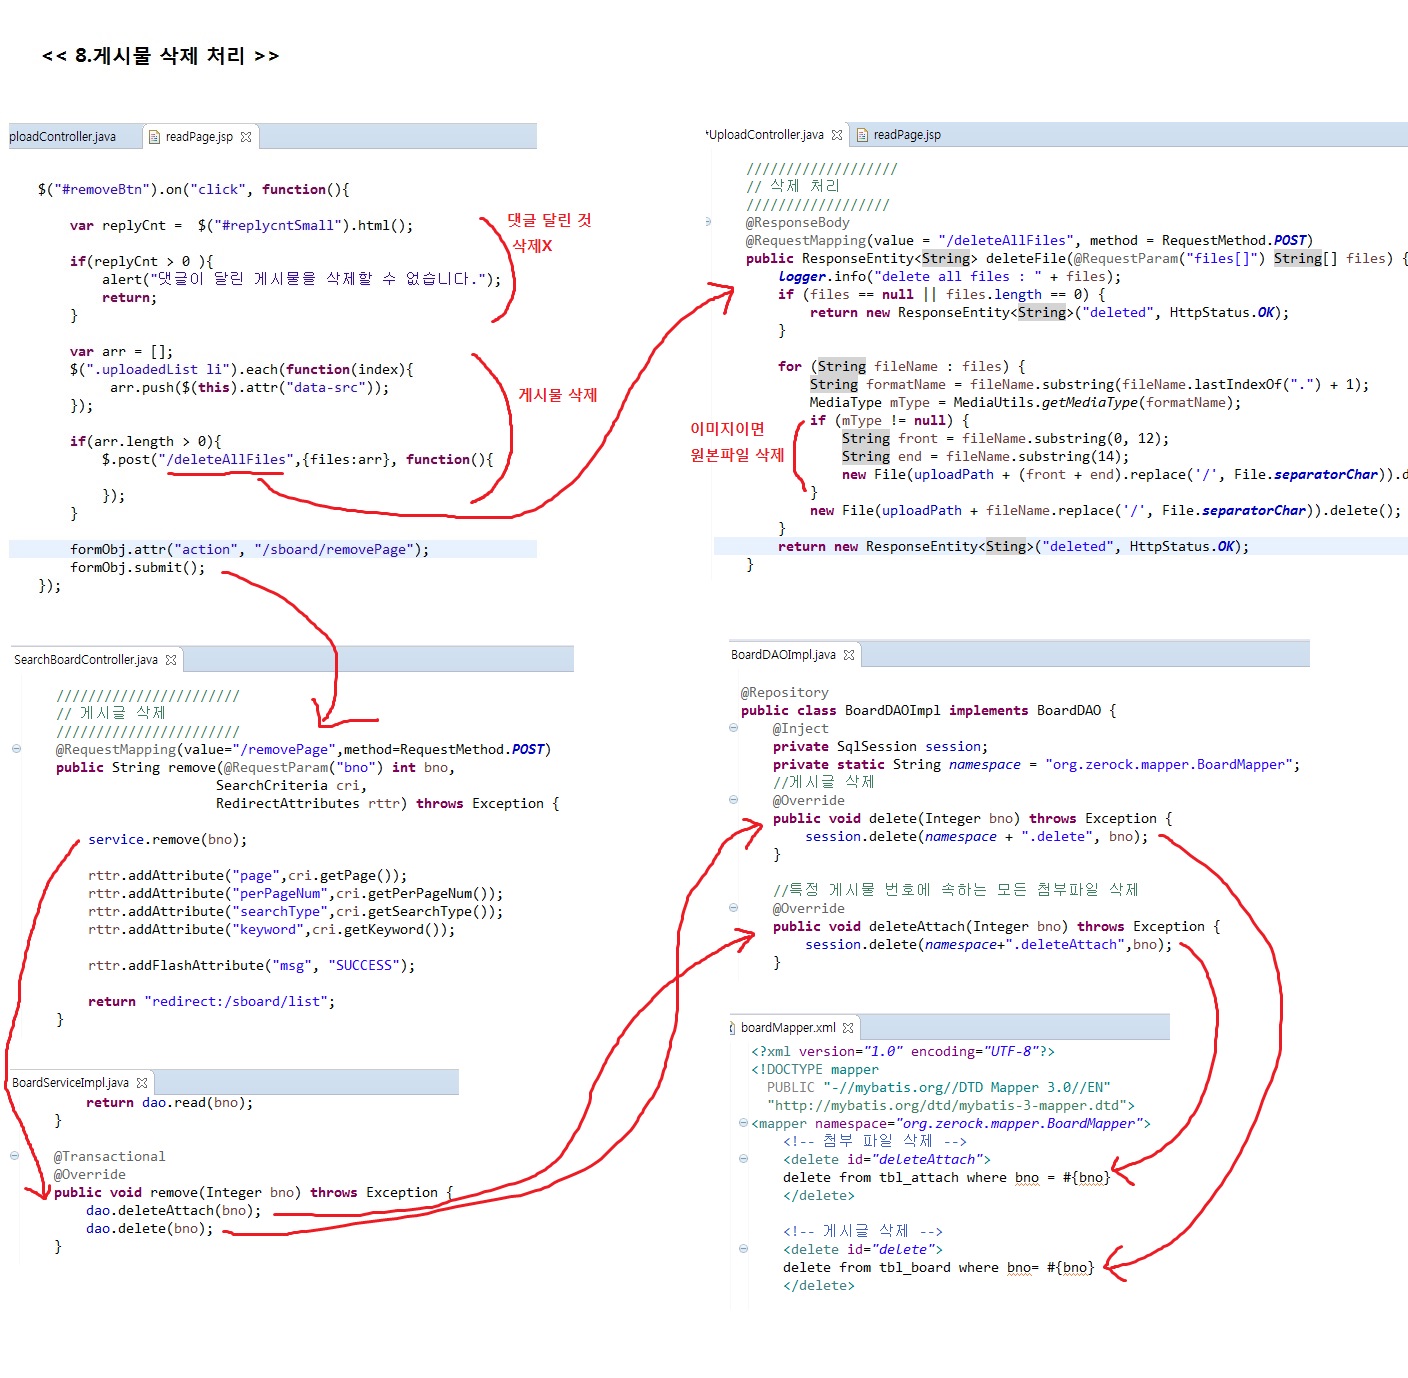 << 8.게시물 삭제 처리 >>
ploadController.java readPage.jsp
$("#removeBtn").on("click", function(){
var replyCnt = $("#replycntSmall").html();
if(replyCnt > 0 ){
alert("댓글이 달린 게시물을 삭제할 수 없습니다.");
return;
}
댓글 달린 것
삭제X
var arr = [];
$(".uploadedList li").each(function(index){
arr.push($(this).attr("data-src"));
});
if(arr.length > 0){
$.post("/deleteAllFiles",{files:arr}, function(){
});
}
게시물 삭제
formObj.attr("action", "/sboard/removePage");
formObj.submit();
});
*UploadController.java readPage.jsp
///////////////////
// 삭제 처리
//////////////////
@ResponseBody
@RequestMapping(value = "/deleteAllFiles", method = RequestMethod.POST)
public ResponseEntity<String> deleteFile(@RequestParam("files[]") String[] files) {
logger.info("delete all files : " + files);
if (files == null || files.length == 0) {
return new ResponseEntity<String>("deleted", HttpStatus.OK);
}
for (String fileName : files) {
String formatName = fileName.substring(fileName.lastIndexOf(".") + 1);
MediaType mType = MediaUtils.getMediaType(formatName);
if (mType != null) {
String front = fileName.substring(0, 12);
String end = fileName.substring(14);
new File(uploadPath + (front + end).replace('/', File.separatorChar)).d
}
이미지이면
원본파일 삭제
new File(uploadPath + fileName.replace('/', File.separatorChar)).delete();
}
return new ResponseEntity<Sting>("deleted", HttpStatus.OK);
}
SearchBoardController.java
///////////////////////
// 게시글 삭제
///////////////////////
@RequestMapping(value="/removePage",method=RequestMethod.POST)
public String remove(@RequestParam("bno") int bno,
SearchCriteria cri,
RedirectAttributes rttr) throws Exception {
service.remove(bno);
rttr.addAttribute("page",cri.getPage());
rttr.addAttribute("perPageNum",cri.getPerPageNum());
rttr.addAttribute("searchType",cri.getSearchType());
rttr.addAttribute("keyword",cri.getKeyword());
rttr.addFlashAttribute("msg", "SUCCESS");
return "redirect:/sboard/list";
}
BoardServiceImpl.java
return dao.read(bno);
}
@Transactional
@Override
public void remove(Integer bno) throws Exception {
dao.deleteAttach(bno);
dao.delete(bno);
}
BoardDAOImpl.java
@Repository
public class BoardDAOImpl implements BoardDAO {
@Inject
private SqlSession session;
private static String namespace = "org.zerock.mapper.BoardMapper";
//게시글 삭제
@Override
public void delete(Integer bno) throws Exception {
session.delete(namespace + ".delete", bno);
}
//특정 게시물 번호에 속하는 모든 첨부파일 삭제
@Override
public void deleteAttach(Integer bno) throws Exception {
session.delete(namespace+".deleteAttach",bno);
}
boardMapper.xml
<?xml version="1.0" encoding="UTF-8"?>
<!DOCTYPE mapper
PUBLIC "-//mybatis.org//DTD Mapper 3.0//EN"
"http://mybatis.org/dtd/mybatis-3-mapper.dtd">
<mapper namespace="org.zerock.mapper.BoardMapper">
<!-- 첨부 파일 삭제 -->
<delete id="deleteAttach">
delete from tbl_attach where bno = #{bno}
</delete>
<!-- 게시글 삭제 -->
<delete id="delete">
delete from tbl_board where bno= #{bno}
</delete>